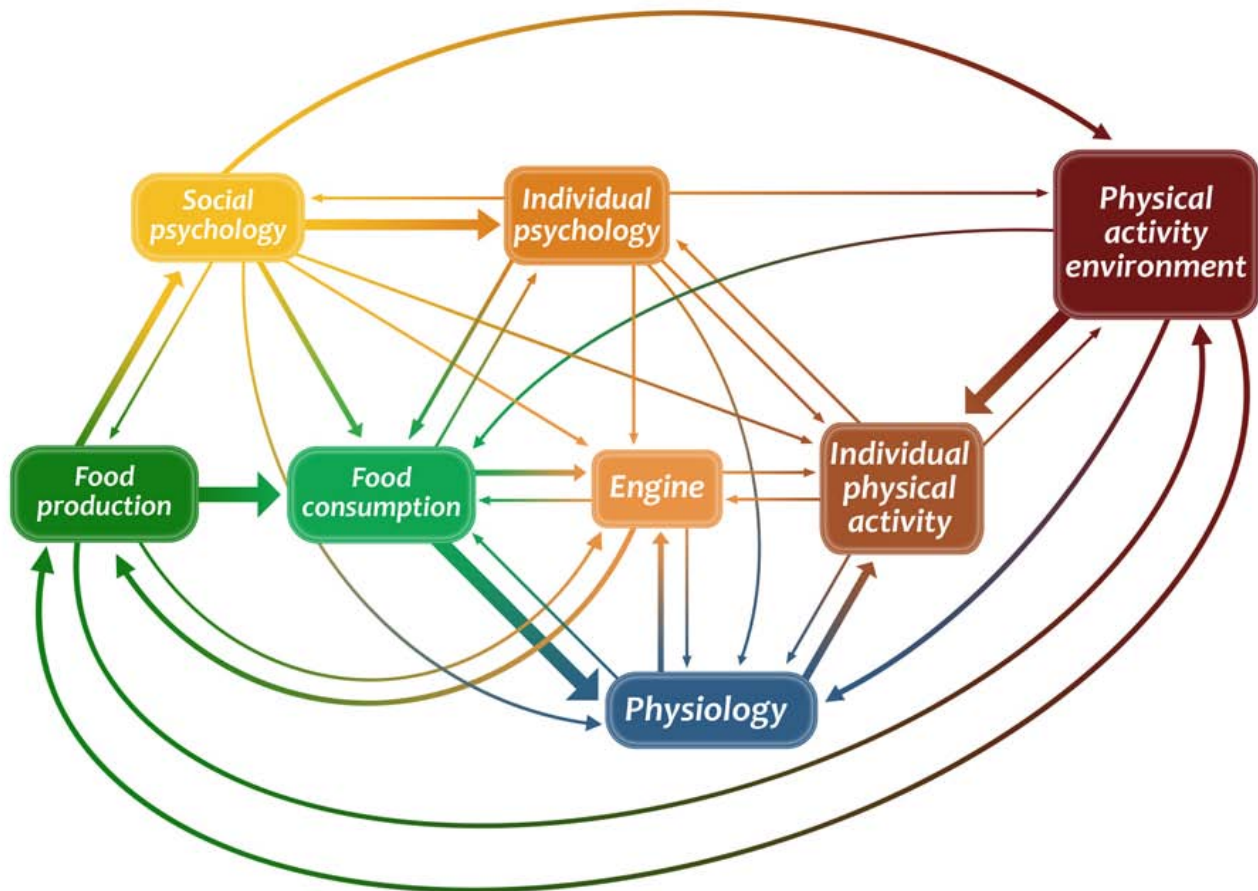 Social
psychology
Individual
psychology
Physical
activity
environment
Food
production
Food
consumption
Engine
Individual
physical
activity
Physiology